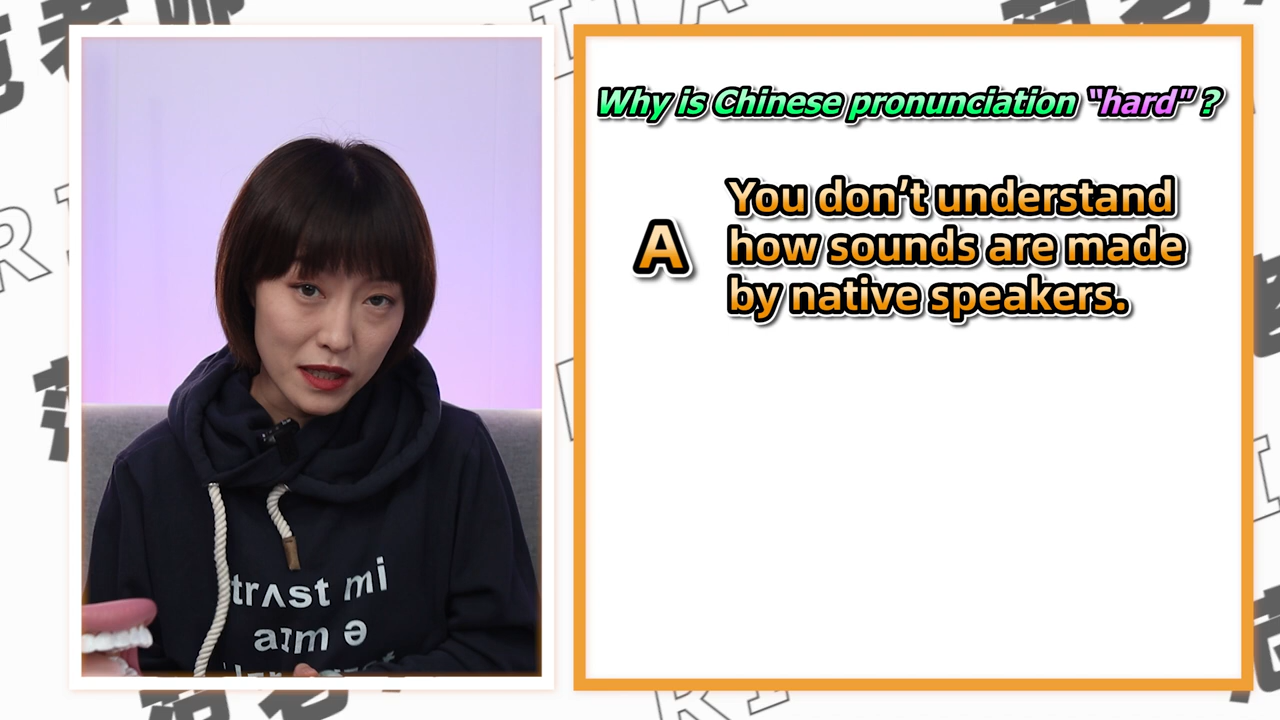 Why is Chinese pronunciation “hard” ?
A
You don’t understand
how sounds are made
by native speakers.
trʌst mi
aɪm ə